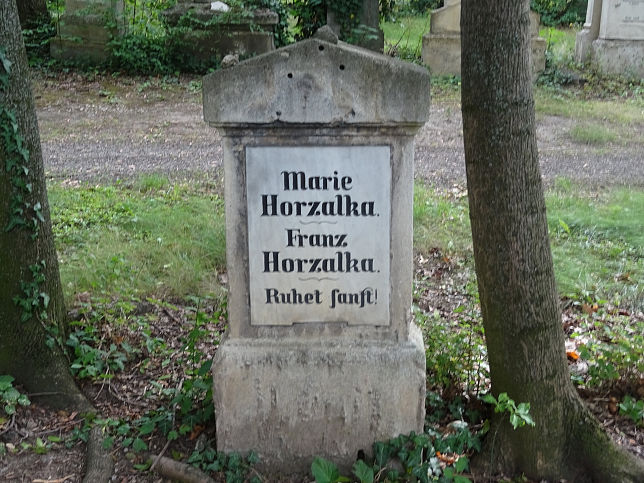 Marie
Horzalka.
Franz
Horzalka.
Ruhet sanft!